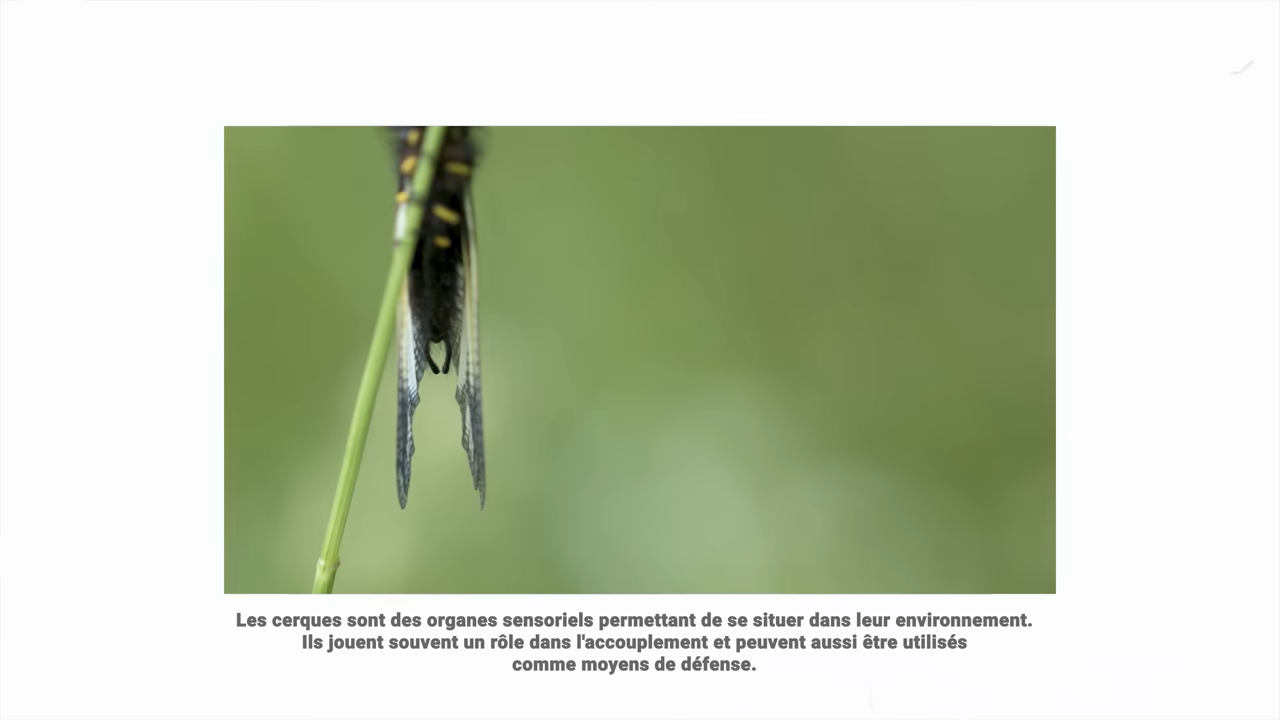 Les cerques sont des organes sensoriels permettant de se situer dans leur environnement.
Ils jouent souvent un rôle dans l'accouplement et peuvent aussi être utilisés
comme moyens de défense.